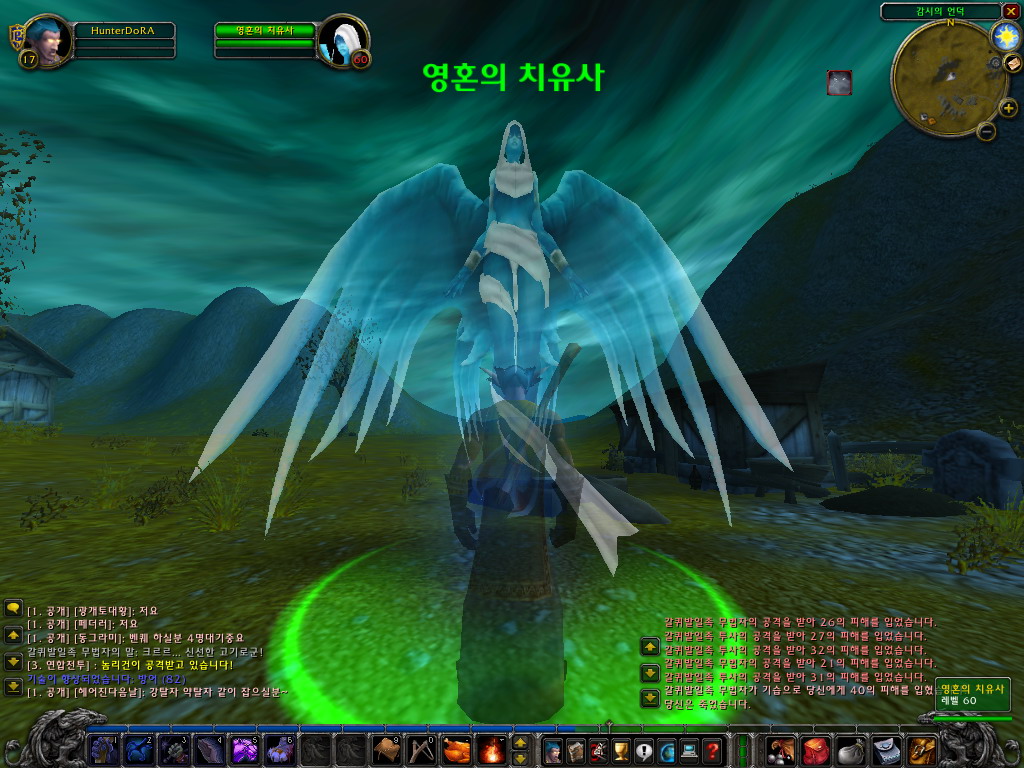 HunterDoRA
17
영혼의 치유사
60
감시의 언덕
N
영혼의 치유사
[1. 공개] [광개토대왕]: 저요
[1. 공개] [페더러]: 저요
[1. 공개] [동그라미]: 벤퀘 하실분 4명대기중요
갈퀴발일족 무법자의 말: 크르르... 신선한 고기로군!
[3. 연합전투] : 놈리건이 공격받고 있습니다!
기술이 향상되었습니다: 방어 (82)
[1. 공개] [헤어진다음날]: 강탈자 약탈자 같이 잡으실분~
갈퀴발일족 무법자의 공격을 받아 26의 피해를 입었습니다.
갈퀴발일족 투사의 공격을 받아 27의 피해를 입었습니다.
갈퀴발일족 투사의 공격을 받아 32의 피해를 입었습니다.
갈퀴발일족 무법자의 공격을 받아 21의 피해를 입었습니다.
갈퀴발일족 투사의 공격을 받아 31의 피해를 입었습니다.
갈퀴발일족 무법자가 기습으로 당신에게 40의 피해를 입혔
당신은 죽었습니다.
영혼의 치유사
레벨 60
1 2 3 4 5 6 9 0 -